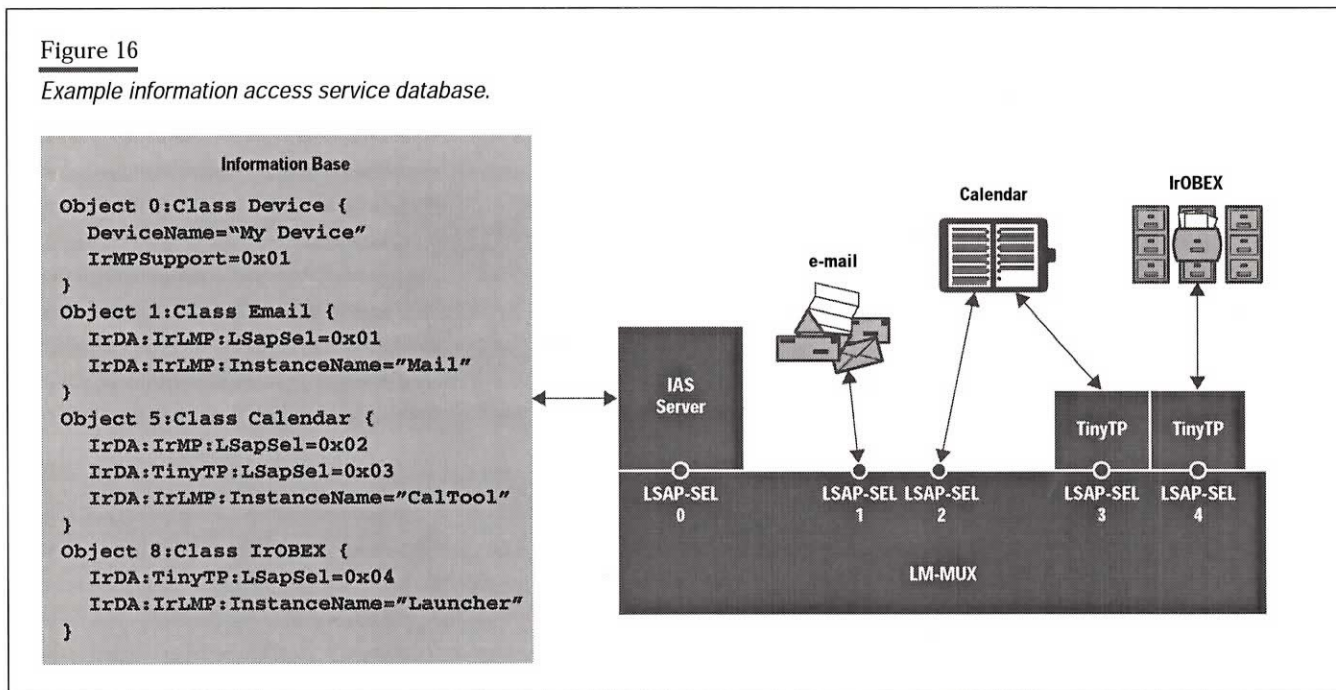 Figure 16
Example information access service database.
Information Base
Object 0:Class Device {
DeviceName="My Device"
IrMPSupport=0x01
}
Object 1:Class Email {
IrDA:IrLMP:LSapSel=0x01
IrDA:IrLMP:InstanceName="Mail"
}
Object 5:Class Calendar {
IrDA:IrMP:LSapSel=0x02
IrDA:TinyTP:LSapSel=0x03
IrDA:IrLMP:InstanceName="CalTool"
}
Object 8:Class IrOBEX {
IrDA:TinyTP:LSapSel=0x04
IrDA:IrLMP:InstanceName="Launcher"
}
IrOBEX
Calendar
e-mail
IAS
Server
TinyTP
TinyTP
LSAP-SEL
0
LSAP-SEL
1
LSAP-SEL
2
LSAP-SEL
3
LSAP-SEL
4
LM-MUX